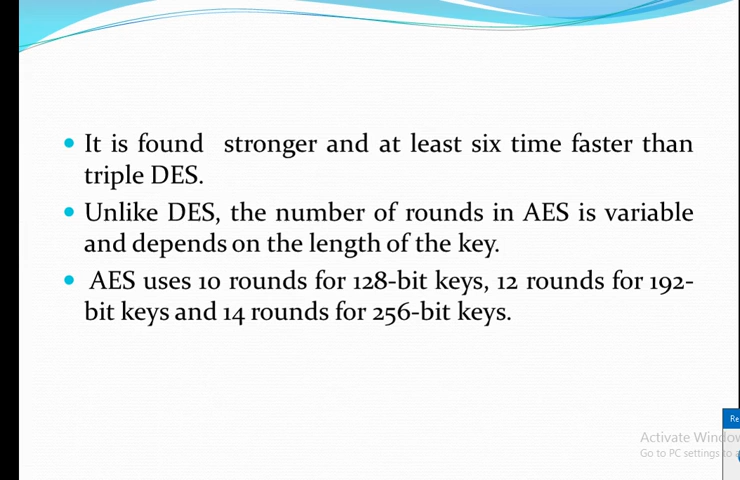 It is found stronger and at least six time faster than
triple DES.
Unlike DES, the number of rounds in AES is variable
and depends on the length of the key.
AES uses 10 rounds for 128-bit keys, 12 rounds for 192-
bit keys and 14 rounds for 256-bit keys.
Re
Activate Window
Go to PC settings to a